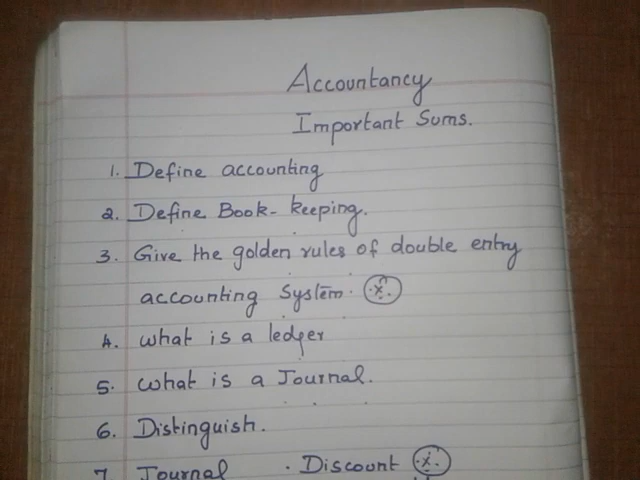 Accountancy
Important Sums.
1. Define accounting
2. Define Book-keeping.
3. Give the golden rules of double entry
accounting System.
4. what is a ledger
5. what is a Journal.
6. Distinguish.
7. Journal . Discount